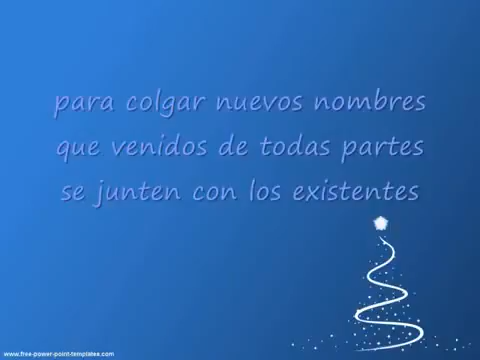 para colgar nuevos nombres
que venidos de todas partes
se junten con los existentes
www.free-power-point-templates.com